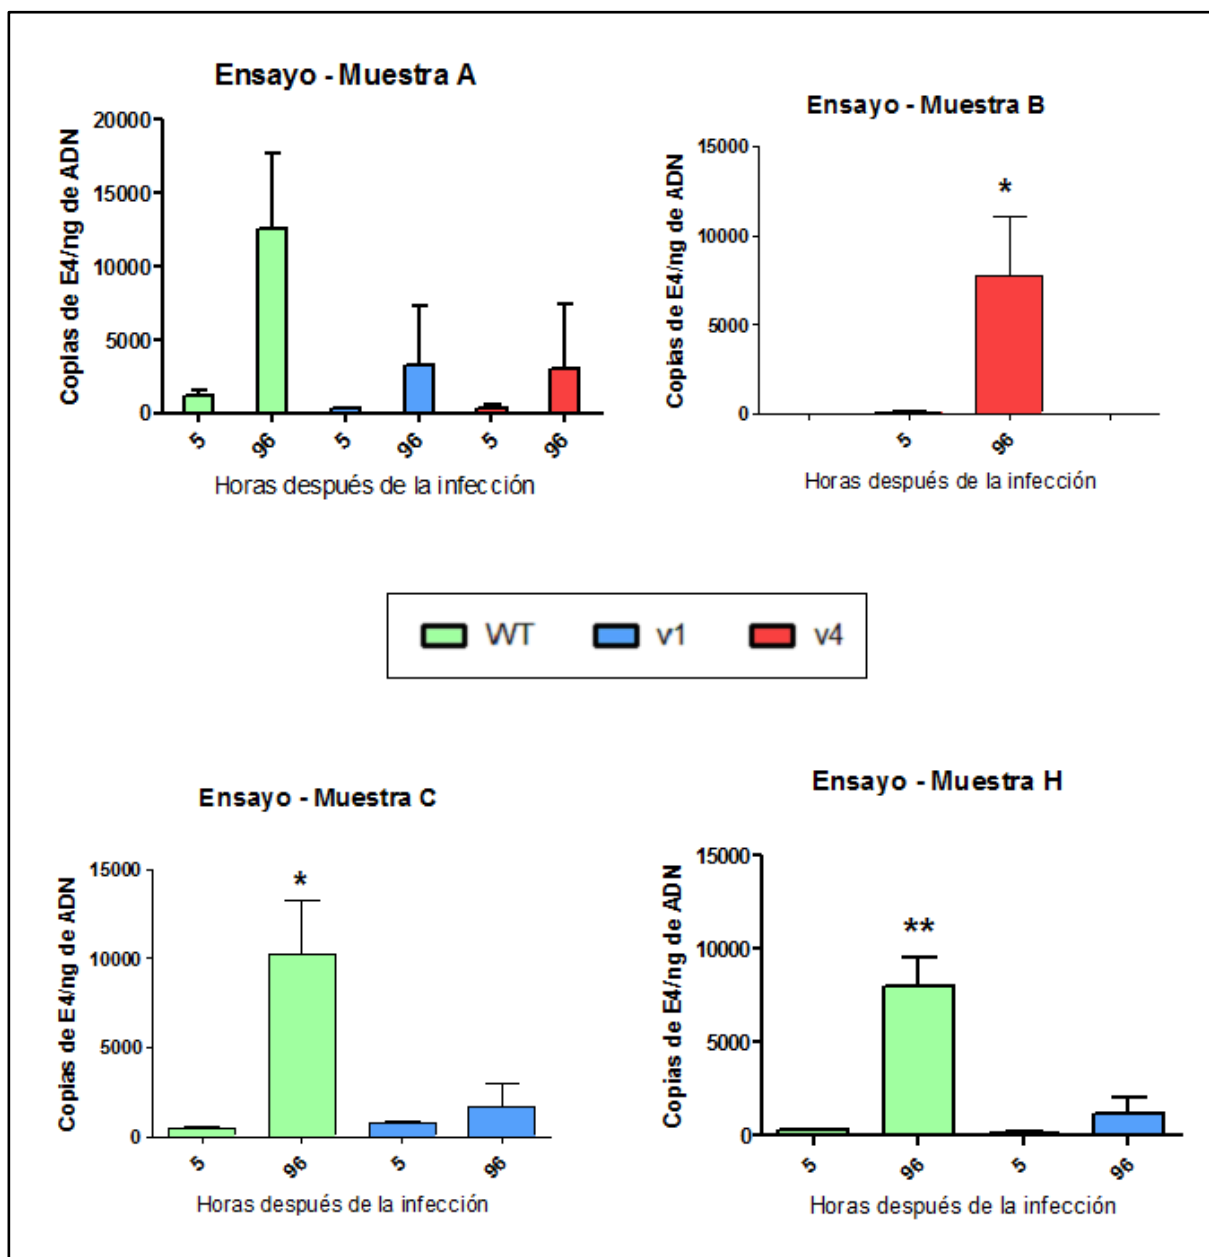 Ensayo - Muestra A
Copias de E4/ng de ADN
20000
15000
10000
5000
0
5 96 5 96 5 96
Horas después de la infección
Ensayo - Muestra B
Copias de E4/ng de ADN
15000
10000
5000
0
*
5 96
Horas después de la infección
WT v1 v4
Ensayo - Muestra C
Copias de E4/ng de ADN
15000
10000
5000
0
*
5 96 5 96
Horas después de la infección
Ensayo - Muestra H
Copias de E4/ng de ADN
15000
10000
5000
0
**
5 96 5 96
Horas después de la infección